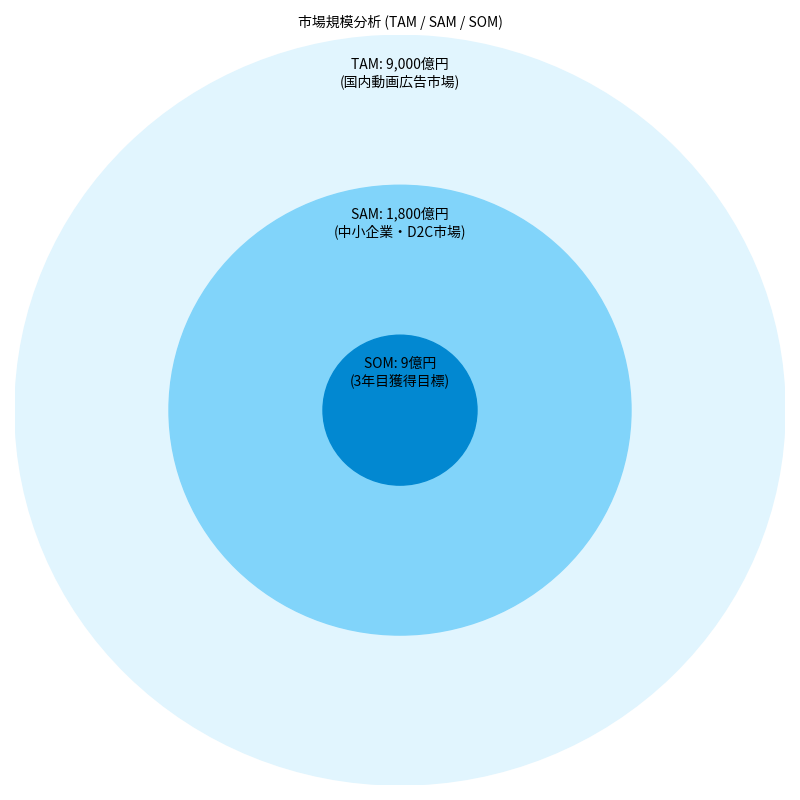 市場規模分析 (TAM / SAM / SOM)
TAM: 9,000億円
(国内動画広告市場)
SAM: 1,800億円
(中小企業・D2C市場)
SOM: 9億円
(3年目獲得目標)